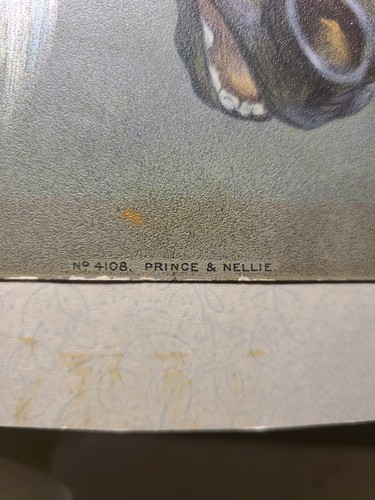 Nº 4108. PRINCE & NELLIE.